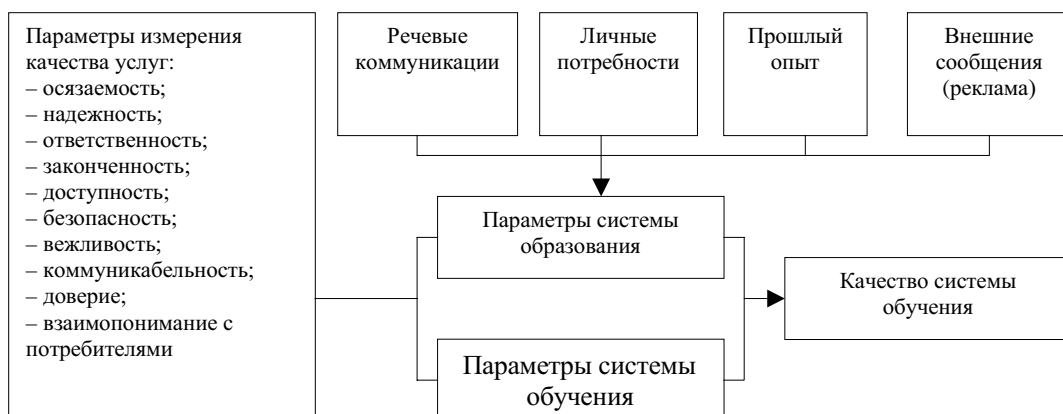 Параметры измерения
качества услуг:
– осязаемость;
– надежность;
– ответственность;
– законченность;
– доступность;
– безопасность;
– вежливость;
– коммуникабельность;
– доверие;
– взаимопонимание с
потребителями
Речевые
коммуникации
Личные
потребности
Прошлый
опыт
Внешние
сообщения
(реклама)
Параметры системы
образования
Качество системы
обучения
Параметры системы
обучения